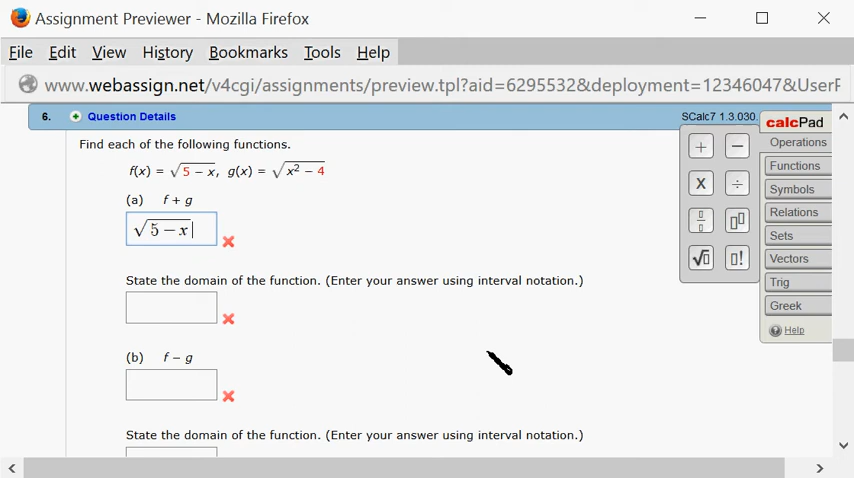 Assignment Previewer - Mozilla Firefox
File Edit View History Bookmarks Tools Help
www.webassign.net/v4cgi/assignments/preview.tpl?aid=6295532&deployment=12346047&UserP
6. Question Details SCalc7 1.3.030.
calcPad
Operations
Functions
Symbols
Relations
Sets
Vectors
Trig
Greek
Help
+ −
X ÷
√ !
Find each of the following functions.
f(x) = √5 − x, g(x) = √x² − 4
(a) f + g
√5 − x
State the domain of the function. (Enter your answer using interval notation.)
(b) f − g
State the domain of the function. (Enter your answer using interval notation.)